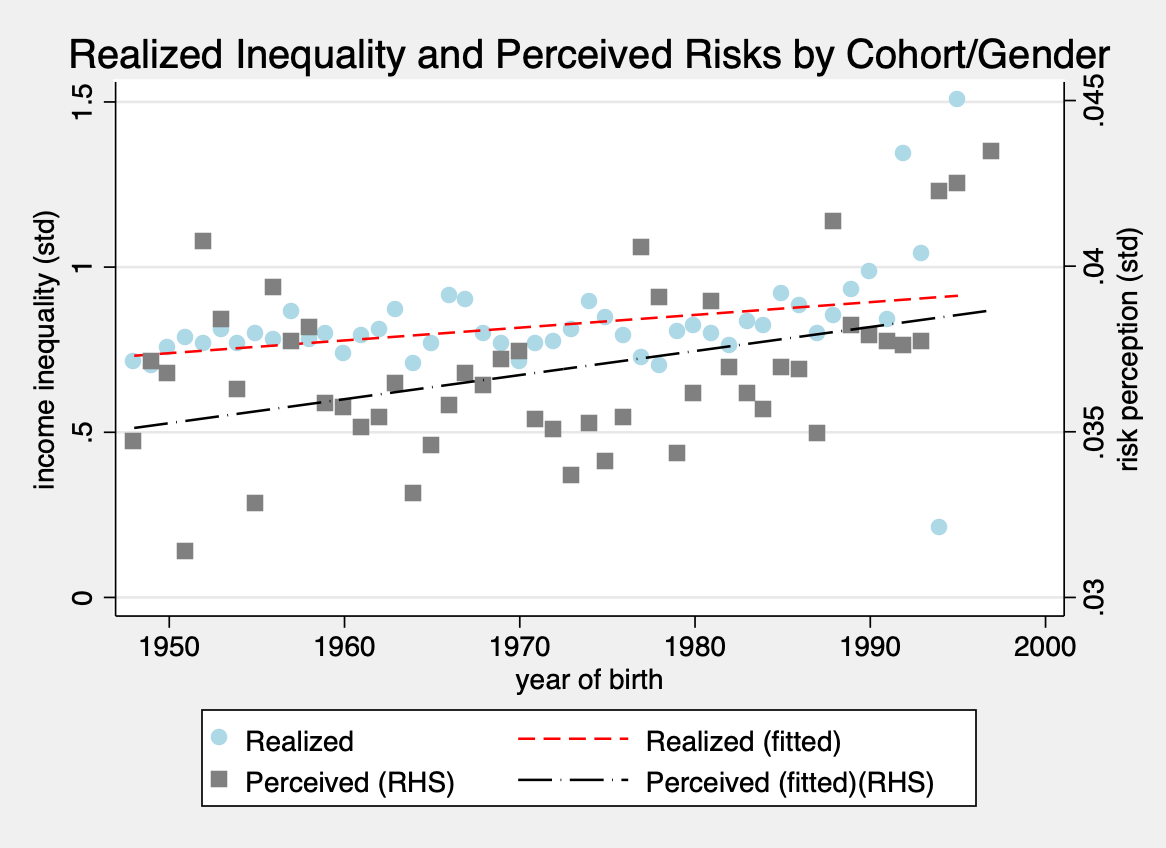 Realized Inequality and Perceived Risks by Cohort/Gender
income inequality (std)
1.5
1
.5
0
.045
.04
.035
.03
risk perception (std)
1950 1960 1970 1980 1990 2000
year of birth
Realized Realized (fitted)
Perceived (RHS) Perceived (fitted)(RHS)